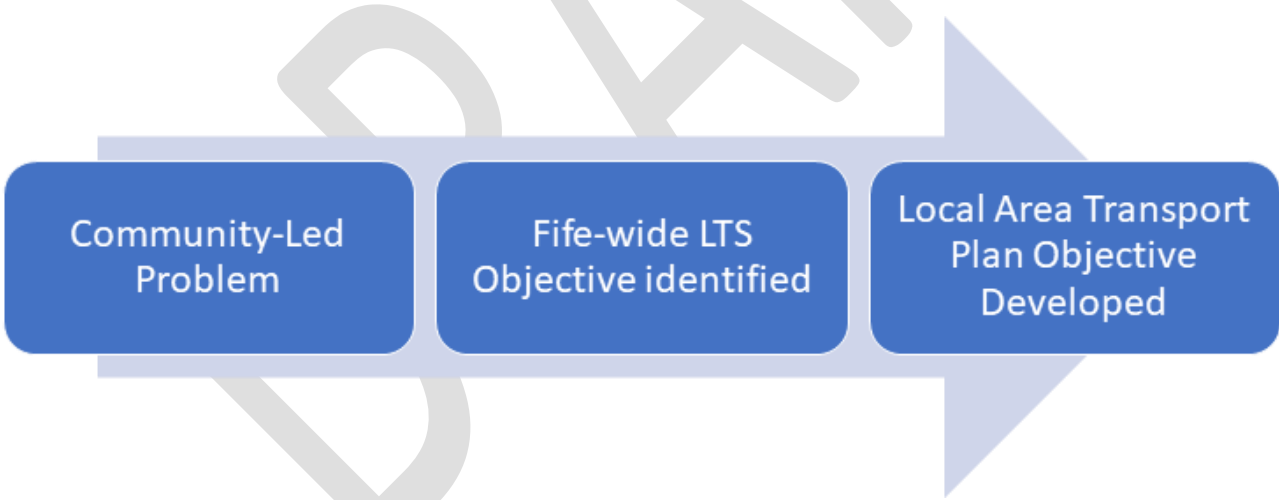 Community-Led
Problem
Fife-wide LTS
Objective identified
Local Area Transport
Plan Objective
Developed